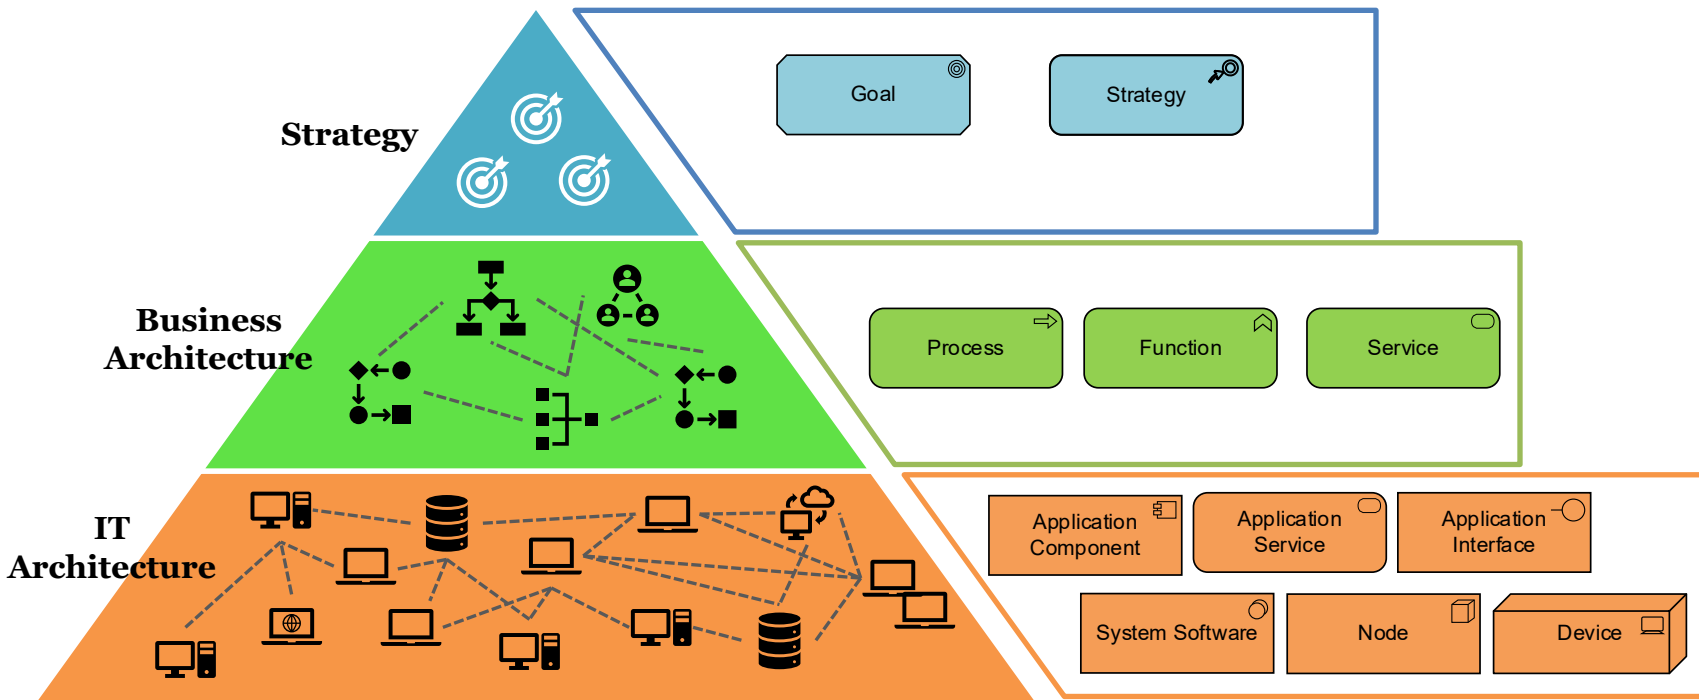 Strategy
Goal
Strategy
Business
Architecture
Process
Function
Service
IT
Architecture
Application
Component
Application
Service
Application
Interface
System Software
Node
Device